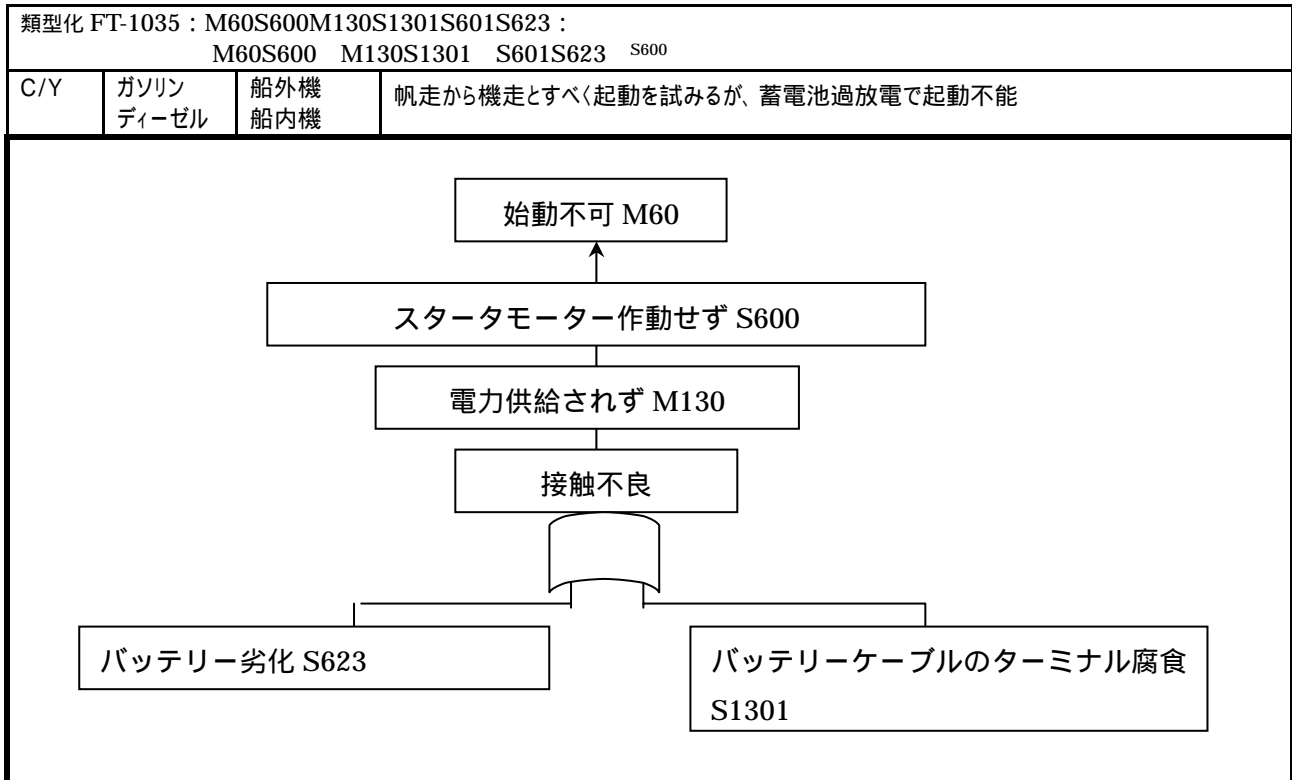 類型化 FT-1035：M60S600M130S1301S601S623：
M60S600 M130S1301 S601S623 S600
C/Y
ガソリン
ディーゼル
船外機
船内機
帆走から機走とすべく起動を試みるが、蓄電池過放電で起動不能
始動不可 M60
スタータモーター作動せず S600
電力供給されず M130
接触不良
バッテリー劣化 S623
バッテリーケーブルのターミナル腐食
S1301